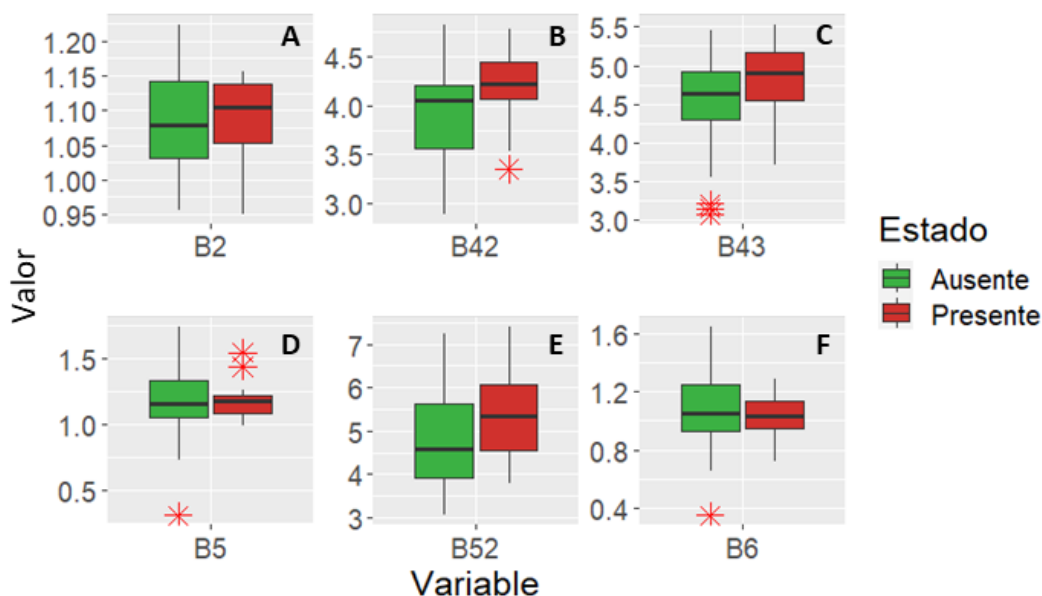 A
1.20
1.15
1.10
1.05
1.00
0.95
B2
B
4.5
4.0
3.5
3.0
B42
C
5.5
5.0
4.5
4.0
3.5
3.0
B43
Estado
Ausente
Presente
Valor
D
1.5
1.0
0.5
B5
E
7
6
5
4
3
B52
F
1.6
1.2
0.8
0.4
B6
Variable